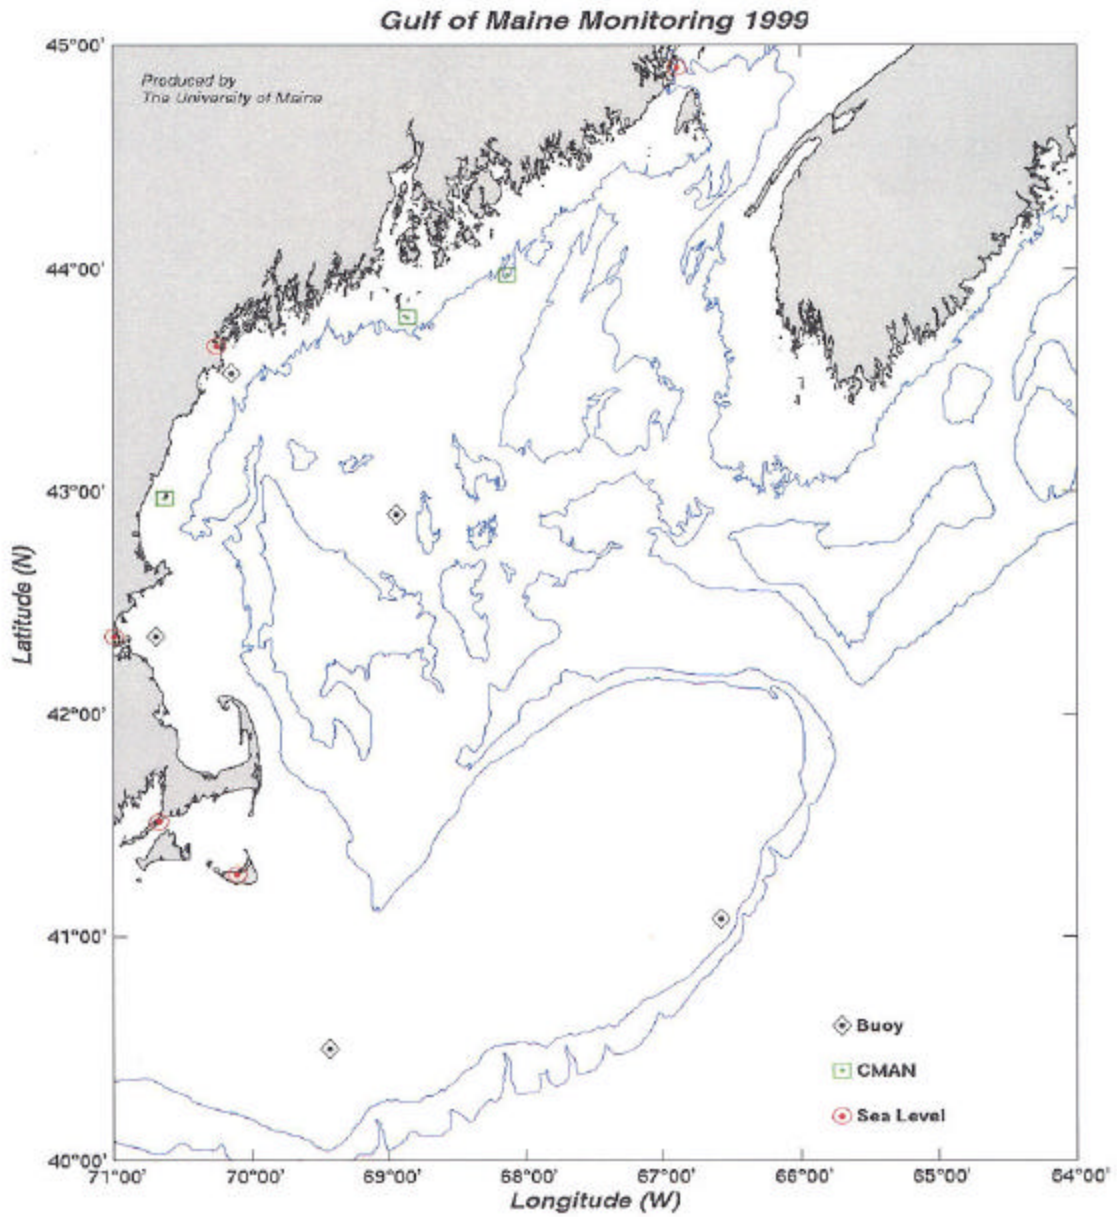 Gulf of Maine Monitoring 1999
45°00'
Produced by
The University of Maine
44°00'
43°00'
Latitude (N)
42°00'
41°00'
Buoy
CMAN
Sea Level
40°00'
71°00' 70°00' 69°00' 68°00' 67°00' 66°00' 65°00' 64°00'
Longitude (W)